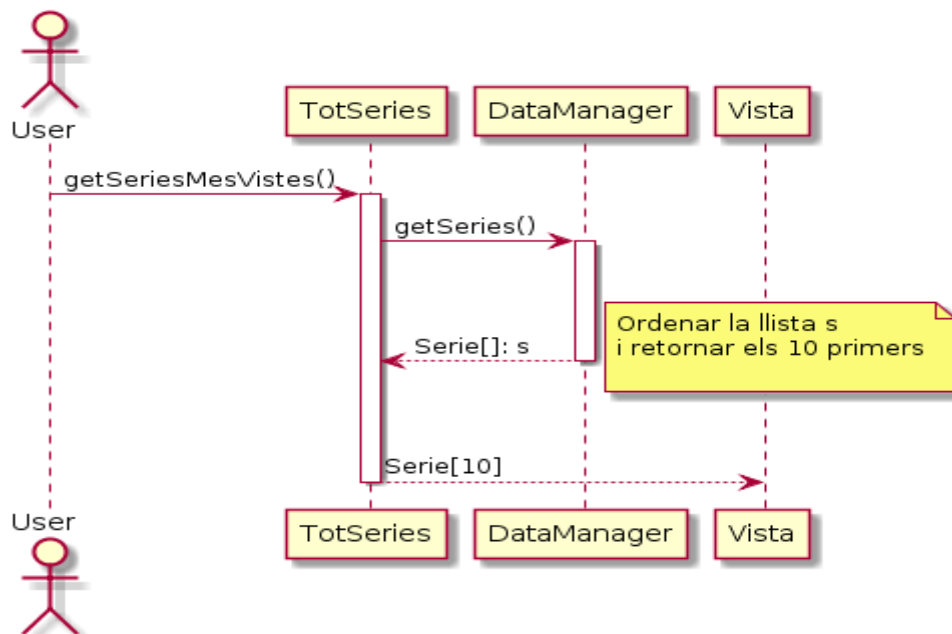 User
TotSeries
DataManager
Vista
getSeriesMesVistes()
getSeries()
Ordenar la llista s
i retornar els 10 primers
Serie[]: s
Serie[10]
User
TotSeries
DataManager
Vista